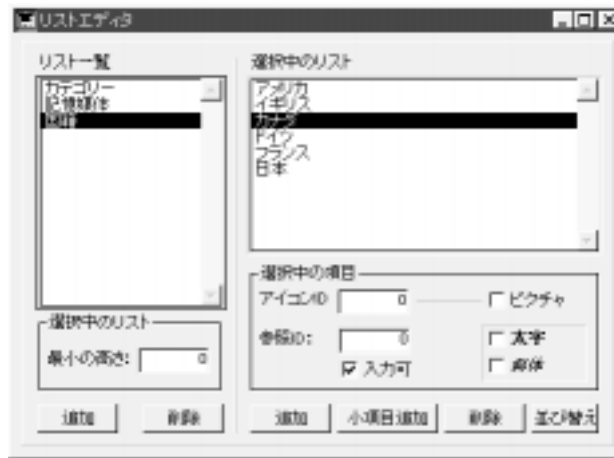 リストエディタ
リスト一覧
カテゴリー
記憶媒体
国籍
選択中のリスト
最小の高さ: 0
追加 削除
選択中のリスト
アメリカ
イギリス
カナダ
ドイツ
フランス
日本
選択中の項目
アイコンID 0 ピクチャ
参照ID: 0 太字
入力可 斜体
追加 小項目追加 削除 並び替え